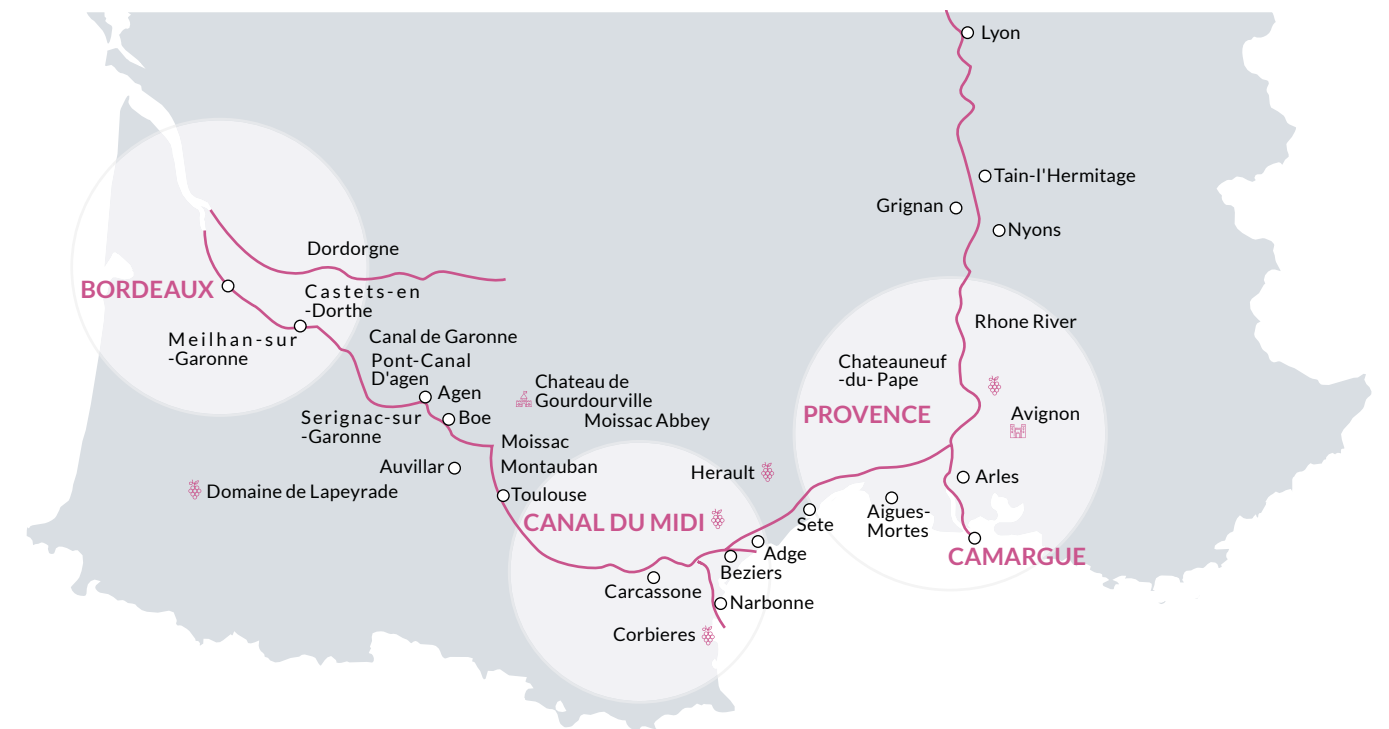 Lyon
Tain-l'Hermitage
Grignan
Nyons
Dordorgne
BORDEAUX
Castets-en
-Dorthe
Meilhan-sur
-Garonne
Canal de Garonne
Pont-Canal
D'agen
Agen
Boe
Serignac-sur
-Garonne
Chateau de
Gourdourville
Moissac Abbey
Moissac
Montauban
Auvillar
Toulouse
Domaine de Lapeyrade
Rhone River
Chateauneuf
-du- Pape
PROVENCE
Avignon
Herault
Arles
CANAL DU MIDI
Sete
Aigues-
Mortes
CAMARGUE
Adge
Beziers
Carcassone
Narbonne
Corbieres